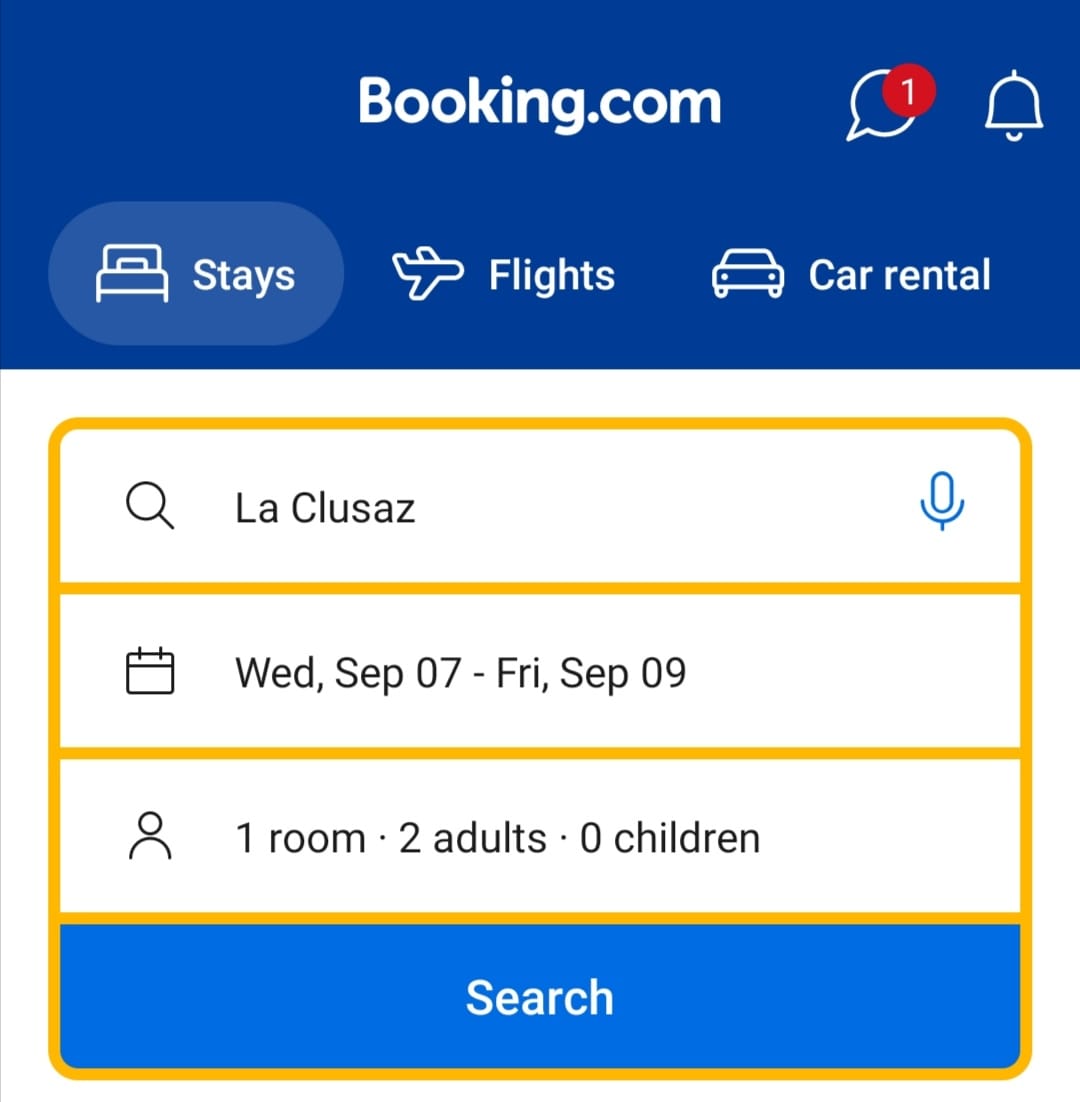 Booking.com
1
Stays
Flights
Car rental
La Clusaz
Wed, Sep 07 - Fri, Sep 09
1 room · 2 adults · 0 children
Search